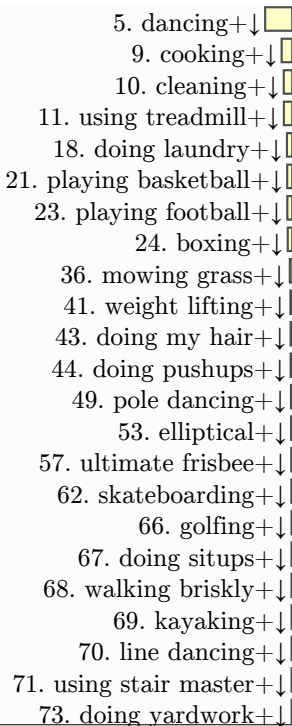 5. dancing+↓
9. cooking+↓
10. cleaning+↓
11. using treadmill+↓
18. doing laundry+↓
21. playing basketball+↓
23. playing football+↓
24. boxing+↓
36. mowing grass+↓
41. weight lifting+↓
43. doing my hair+↓
44. doing pushups+↓
49. pole dancing+↓
53. elliptical+↓
57. ultimate frisbee+↓
62. skateboarding+↓
66. golfing+↓
67. doing situps+↓
68. walking briskly+↓
69. kayaking+↓
70. line dancing+↓
71. using stair master+↓
73. doing yardwork+↓